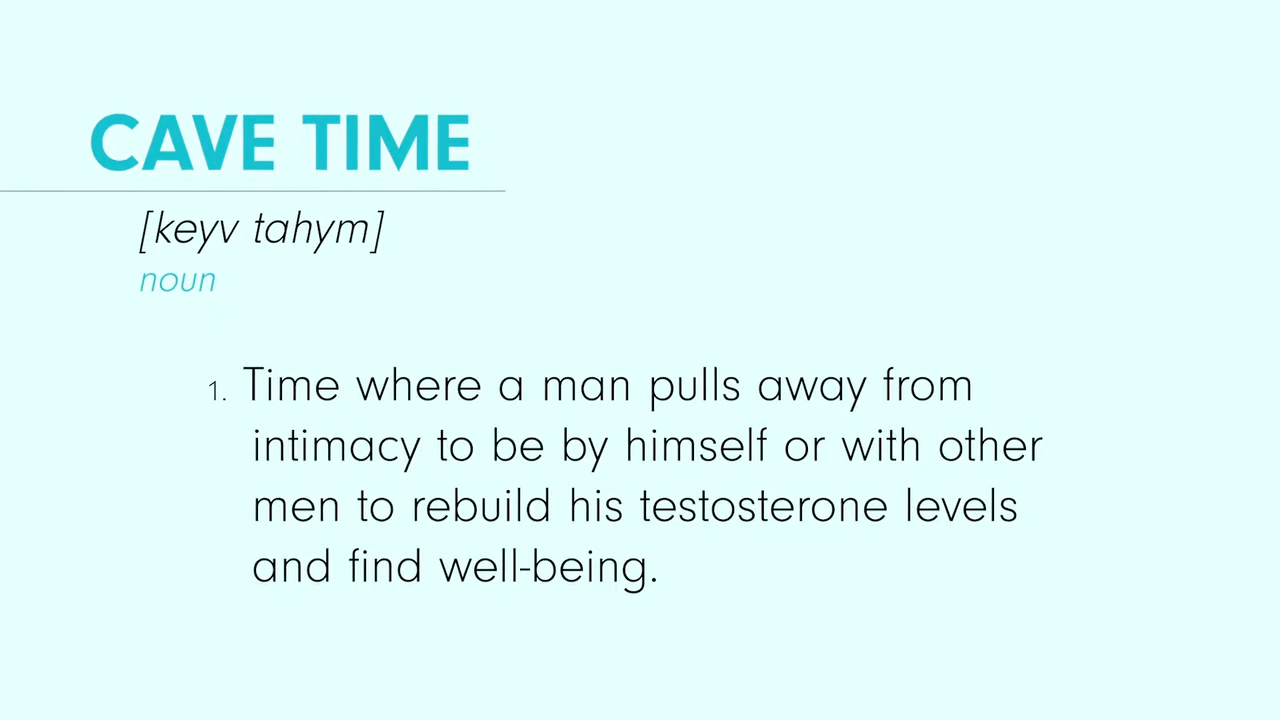 CAVE TIME
[keyv tahym]
noun
1. Time where a man pulls away from
intimacy to be by himself or with other
men to rebuild his testosterone levels
and find well-being.